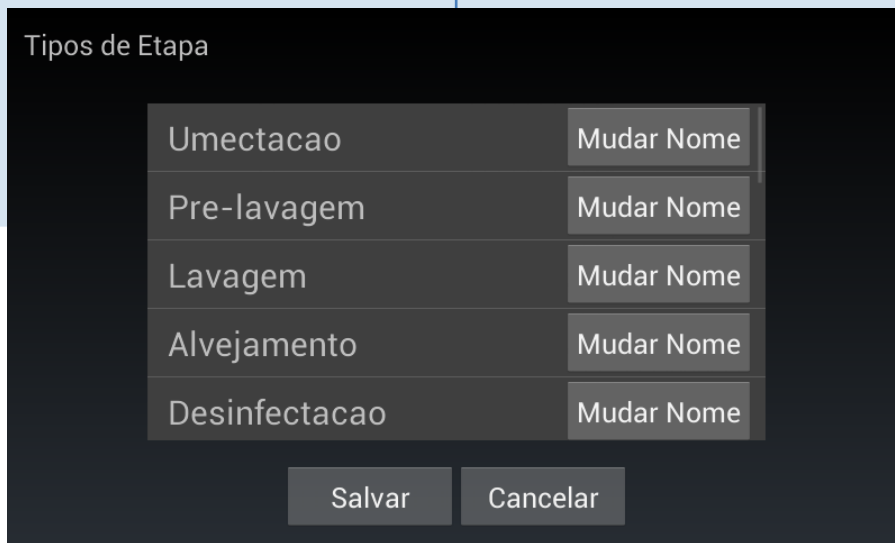 Tipos de Etapa
Umectacao Mudar Nome
Pre-lavagem Mudar Nome
Lavagem Mudar Nome
Alvejamento Mudar Nome
Desinfectacao Mudar Nome
Salvar Cancelar